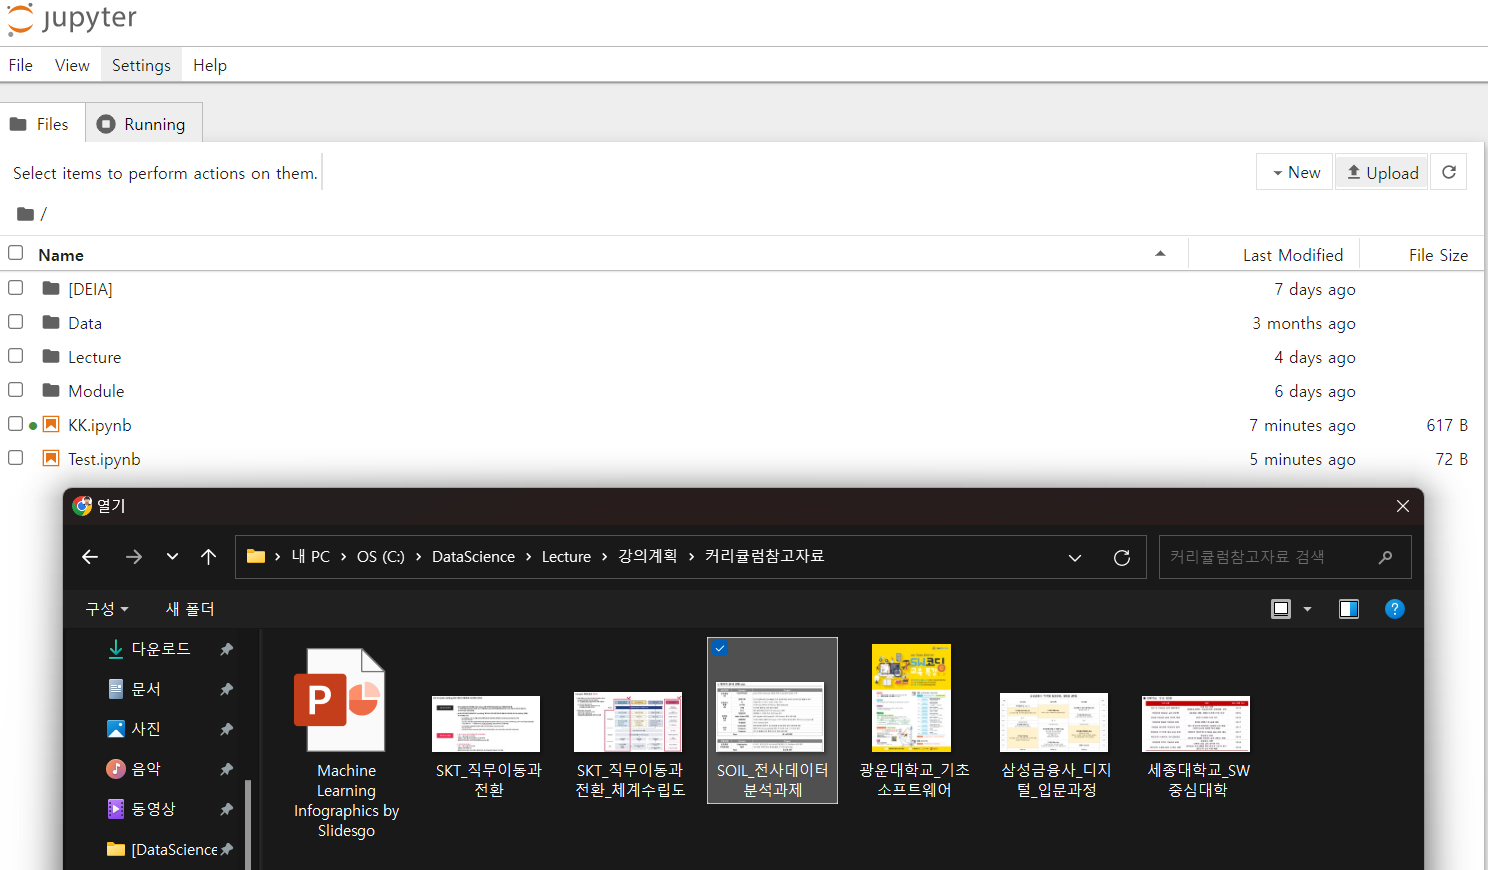 jupyter
File View Settings Help
Files Running
Select items to perform actions on them.
New Upload
/
Name Last Modified File Size
[DEIA] 7 days ago
Data 3 months ago
Lecture 4 days ago
Module 6 days ago
KK.ipynb 7 minutes ago 617 B
Test.ipynb 5 minutes ago 72 B
열기
내 PC > OS (C:) > DataScience > Lecture > 강의계획 > 커리큘럼참고자료
커리큘럼참고자료 검색
구성 새 폴더
다운로드
문서
사진
음악
동영상
[DataScience
P
Machine
Learning
Infographics by
Slidesgo
SKT_직무이동과
전환
SKT_직무이동과
전환_체계수립도
SOIL_전사데이터
분석과제
SW코딩
광운대학교_기초
소프트웨어
삼성금융사_디지
털_입문과정
세종대학교_SW
중심대학